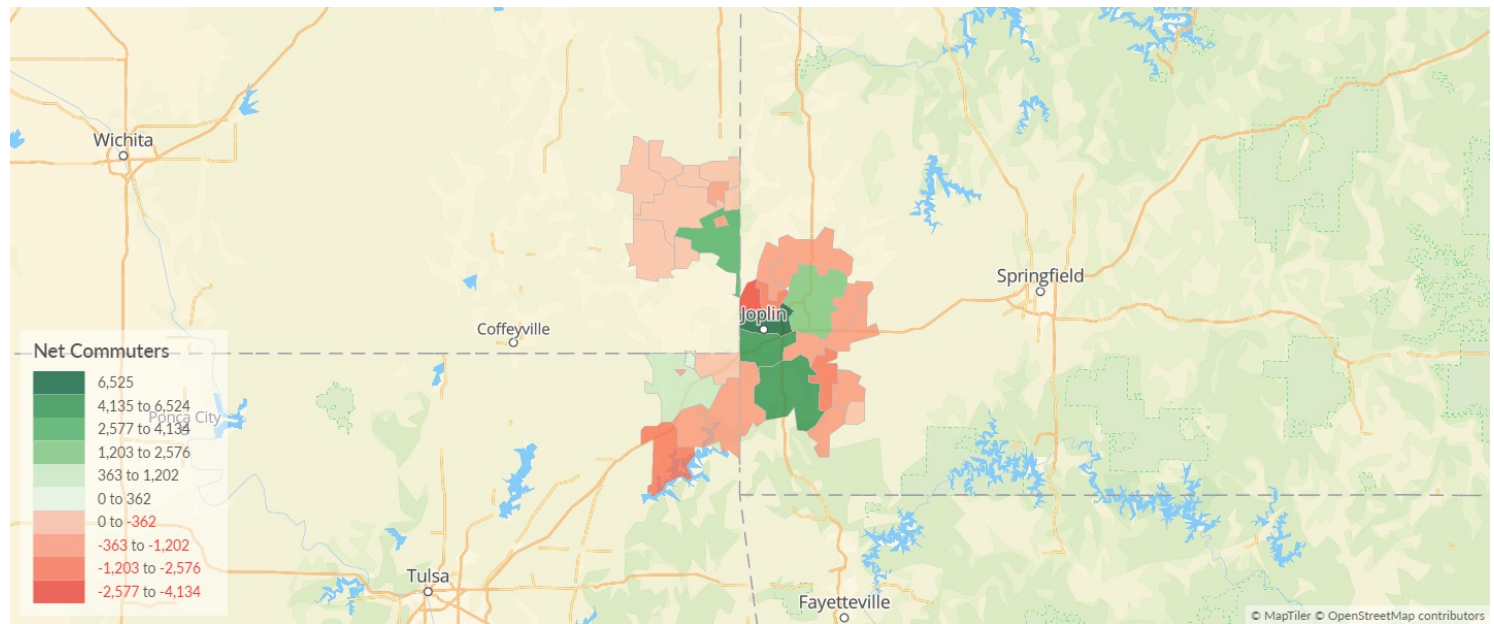 Wichita
Springfield
Joplin
Coffeyville
Net Commuters
6,525
4,135 to 6,524
Ponca City
2,577 to 4,134
1,203 to 2,576
363 to 1,202
0 to 362
0 to -362
-363 to -1,202
-1,203 to -2,576
-2,577 to -4,134
Tulsa
Fayetteville
© MapTiler © OpenStreetMap contributors